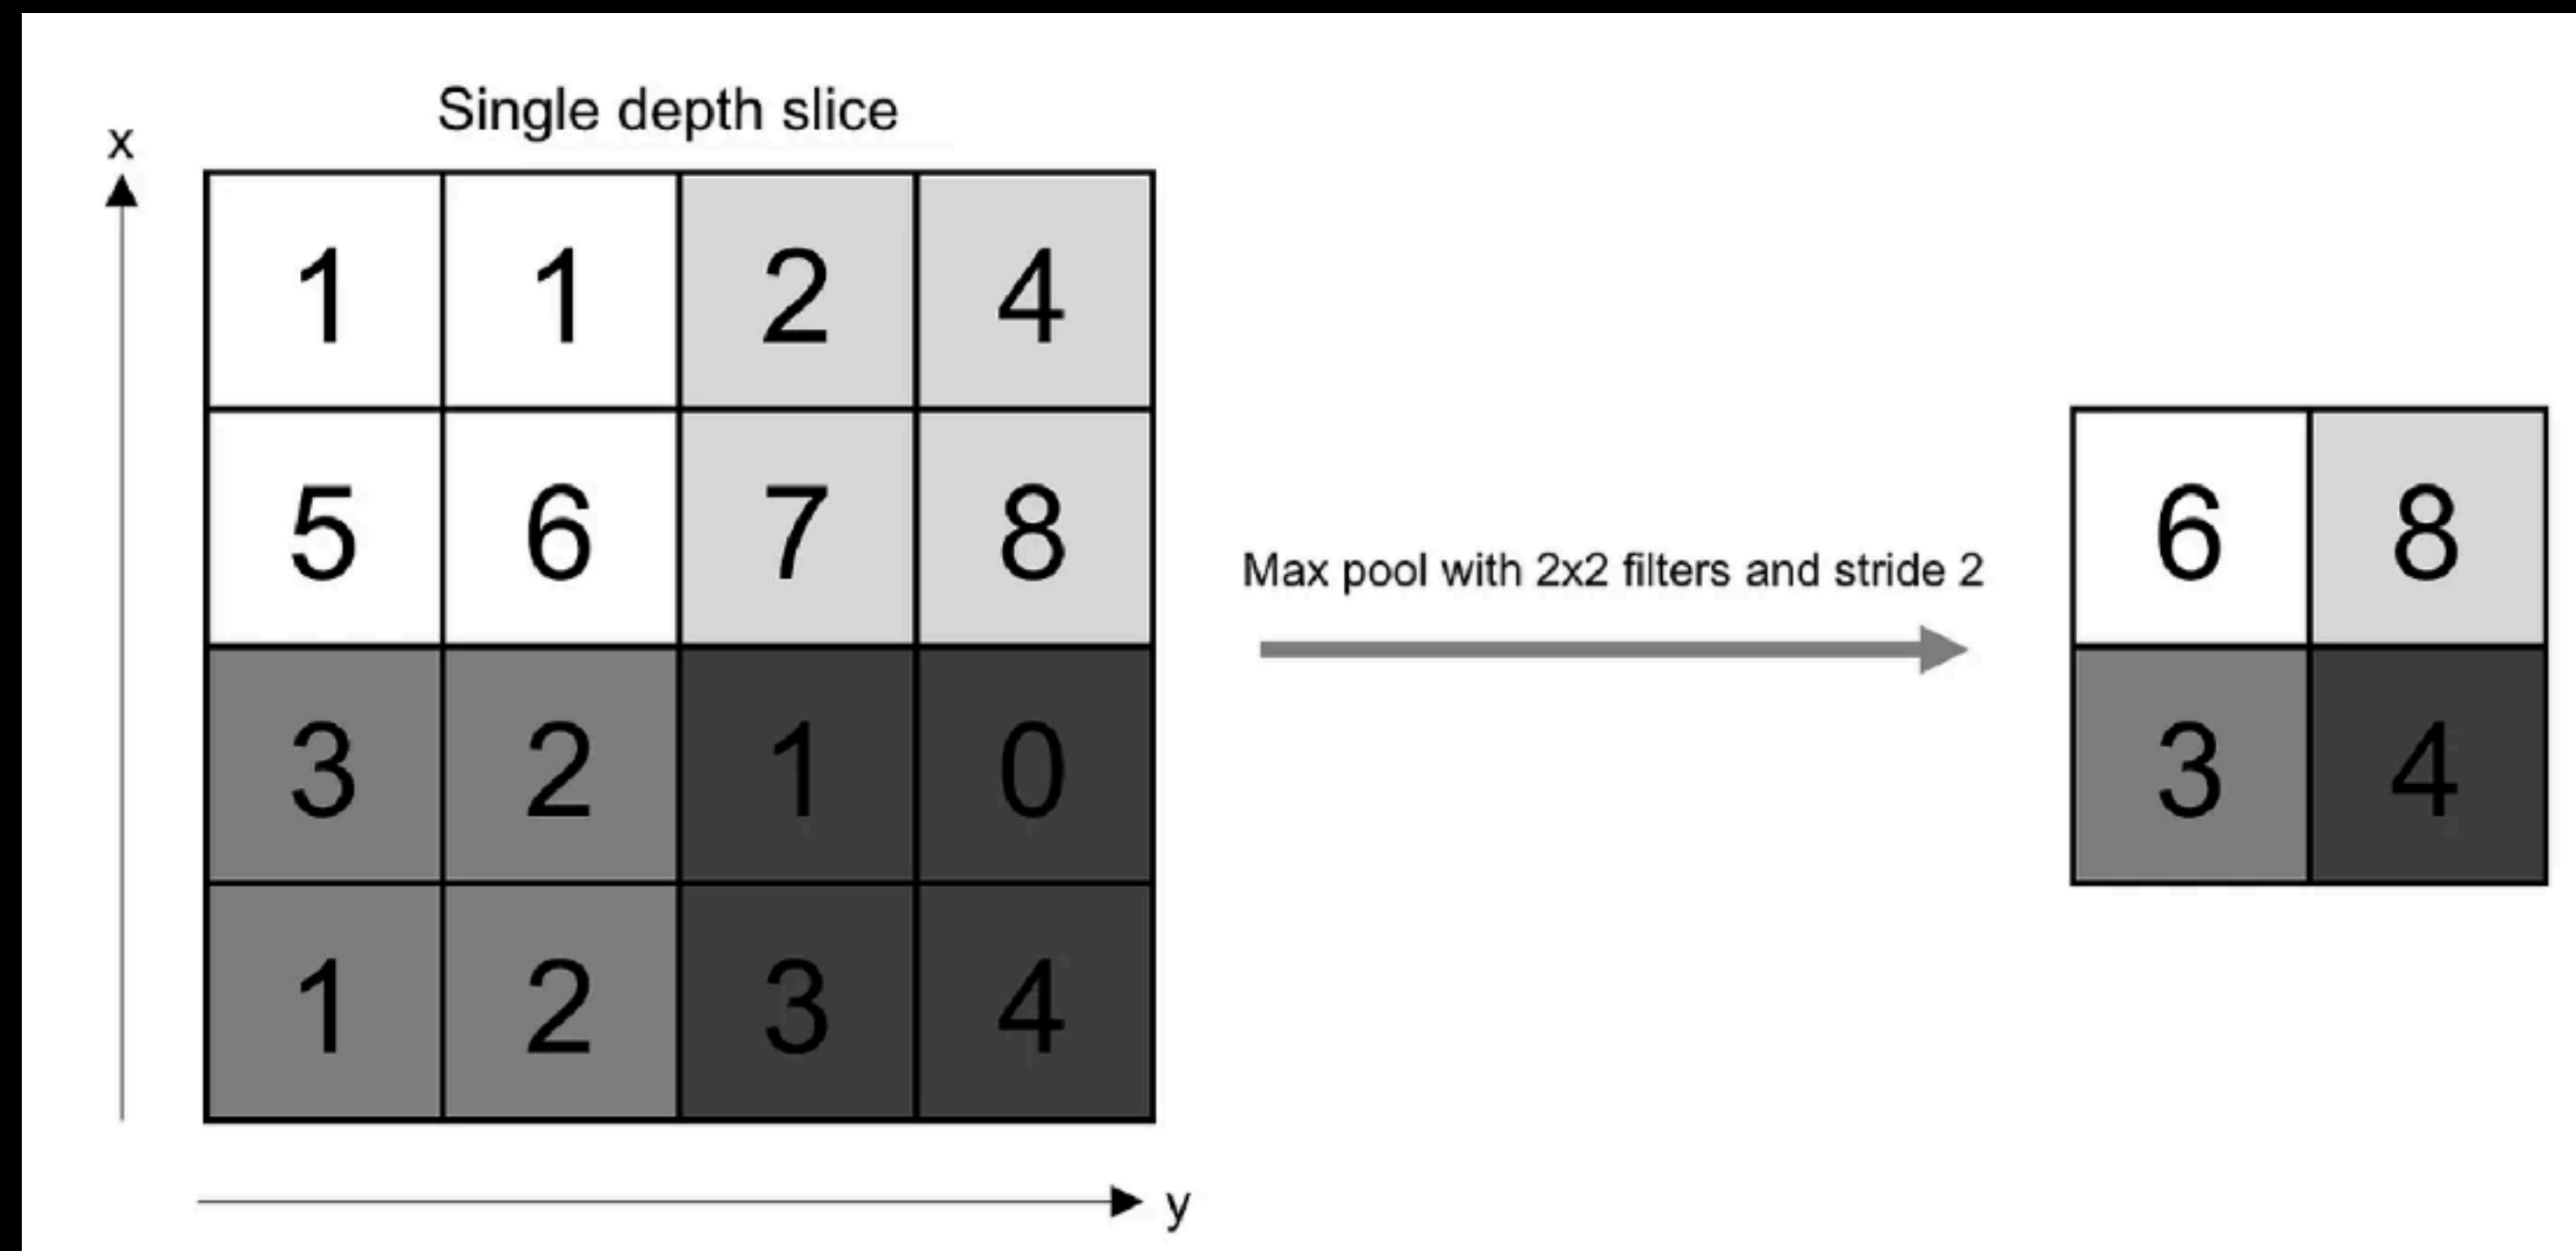 Single depth slice
x
1 1 2 4
5 6 7 8
3 2 1 0
1 2 3 4
y
Max pool with 2x2 filters and stride 2
6 8
3 4